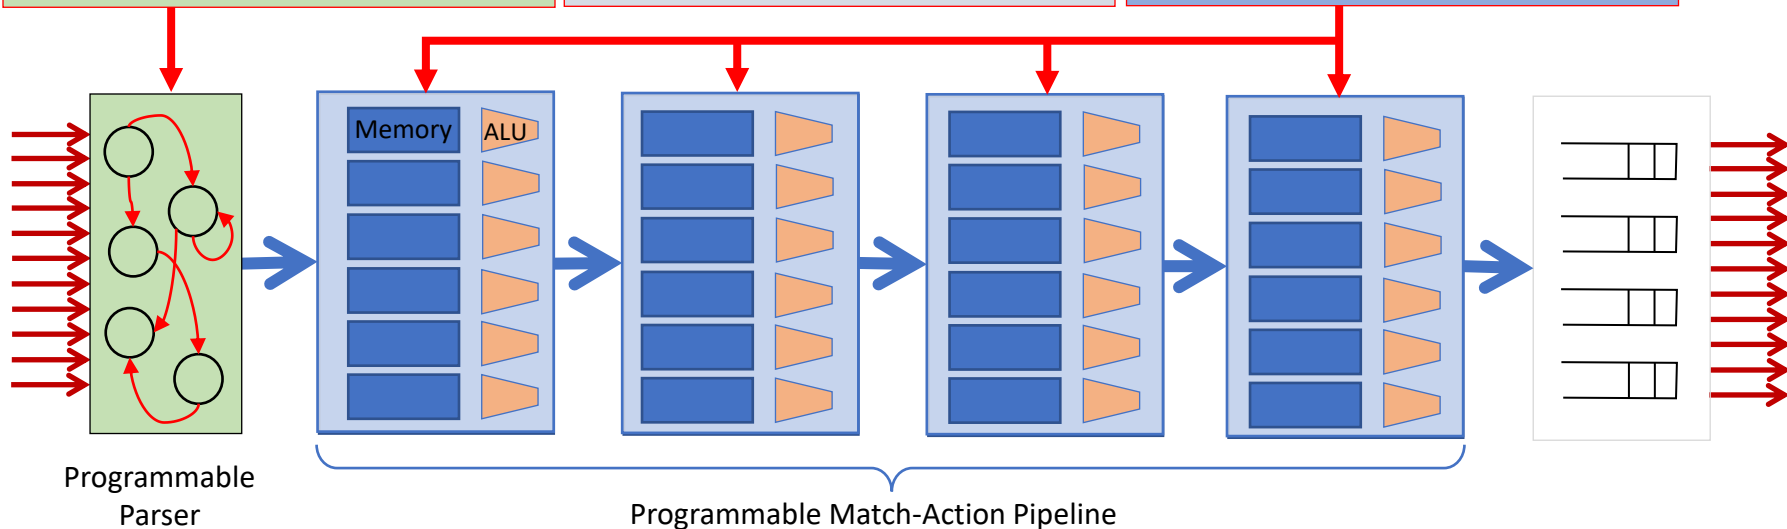 Memory
ALU
Programmable
Parser
Programmable Match-Action Pipeline